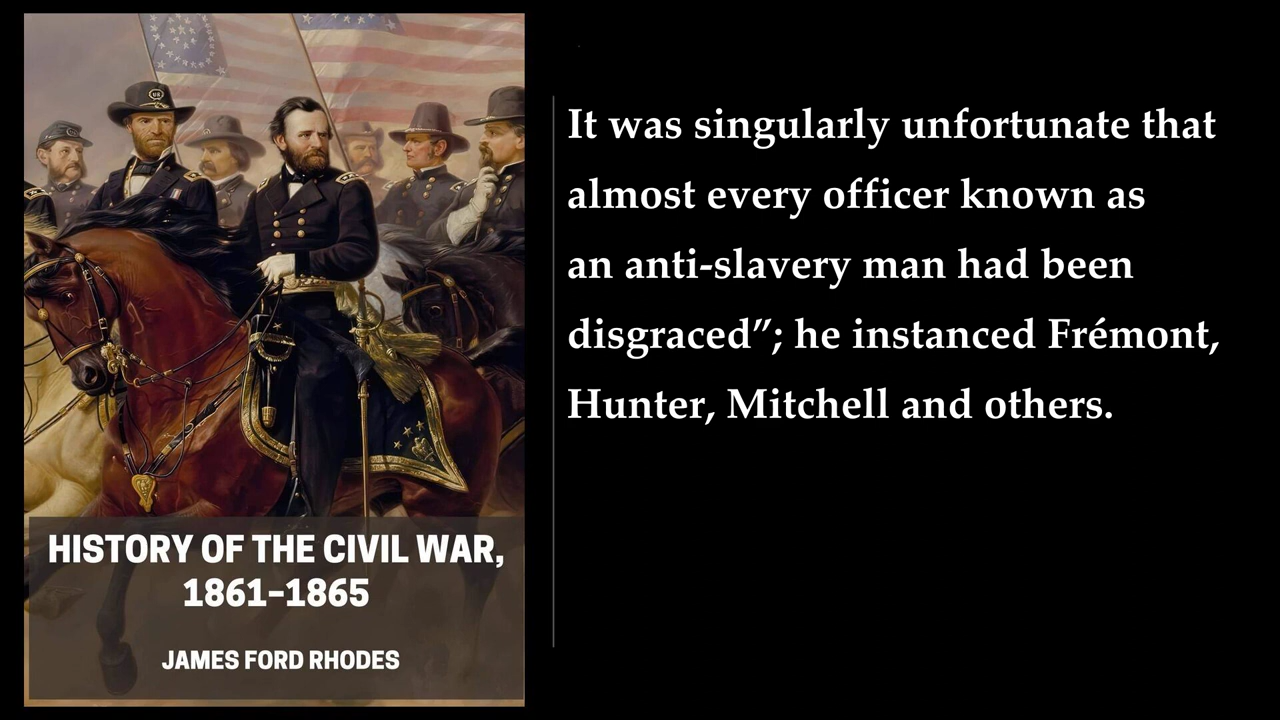 HISTORY OF THE CIVIL WAR,
1861–1865
JAMES FORD RHODES
It was singularly unfortunate that
almost every officer known as
an anti-slavery man had been
disgraced”; he instanced Frémont,
Hunter, Mitchell and others.